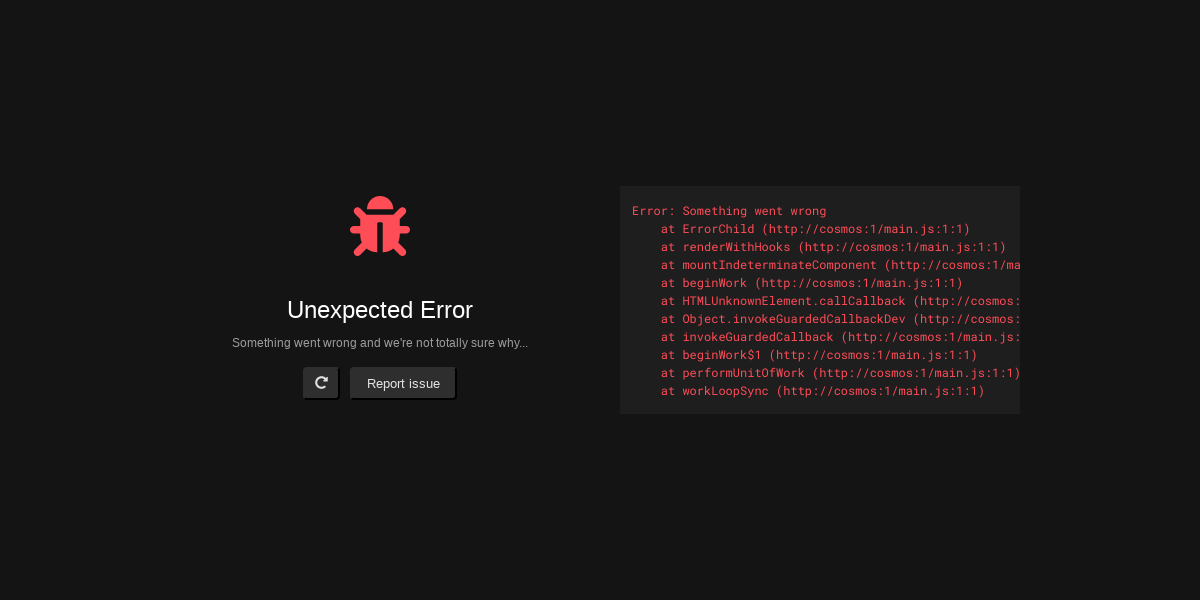 Unexpected Error
Something went wrong and we're not totally sure why...
Report issue
Error: Something went wrong
    at ErrorChild (http://cosmos:1/main.js:1:1)
    at renderWithHooks (http://cosmos:1/main.js:1:1)
    at mountIndeterminateComponent (http://cosmos:1/ma
    at beginWork (http://cosmos:1/main.js:1:1)
    at HTMLUnknownElement.callCallback (http://cosmos:
    at Object.invokeGuardedCallbackDev (http://cosmos:
    at invokeGuardedCallback (http://cosmos:1/main.js:
    at beginWork$1 (http://cosmos:1/main.js:1:1)
    at performUnitOfWork (http://cosmos:1/main.js:1:1)
    at workLoopSync (http://cosmos:1/main.js:1:1)